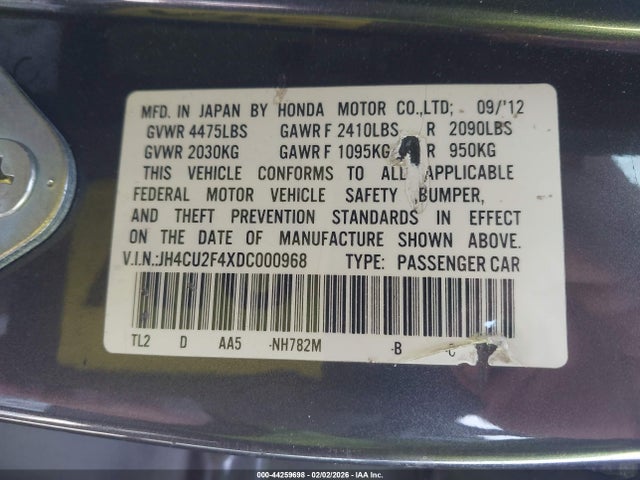 MFD. IN JAPAN BY HONDA MOTOR CO.,LTD; 09/'12
GVWR 4475LBS GAWR F 2410LBS R 2090LBS
GVWR 2030KG GAWR F 1095KG R 950KG
THIS VEHICLE CONFORMS TO ALL APPLICABLE
FEDERAL MOTOR VEHICLE SAFETY BUMPER,
AND THEFT PREVENTION STANDARDS IN EFFECT
ON THE DATE OF MANUFACTURE SHOWN ABOVE.
V.I.N.:JH4CU2F4XDC000968 TYPE: PASSENGER CAR
TL2 D AA5 -NH782M -B -C
000-44259698 - 02/02/2026 - IAA Inc.